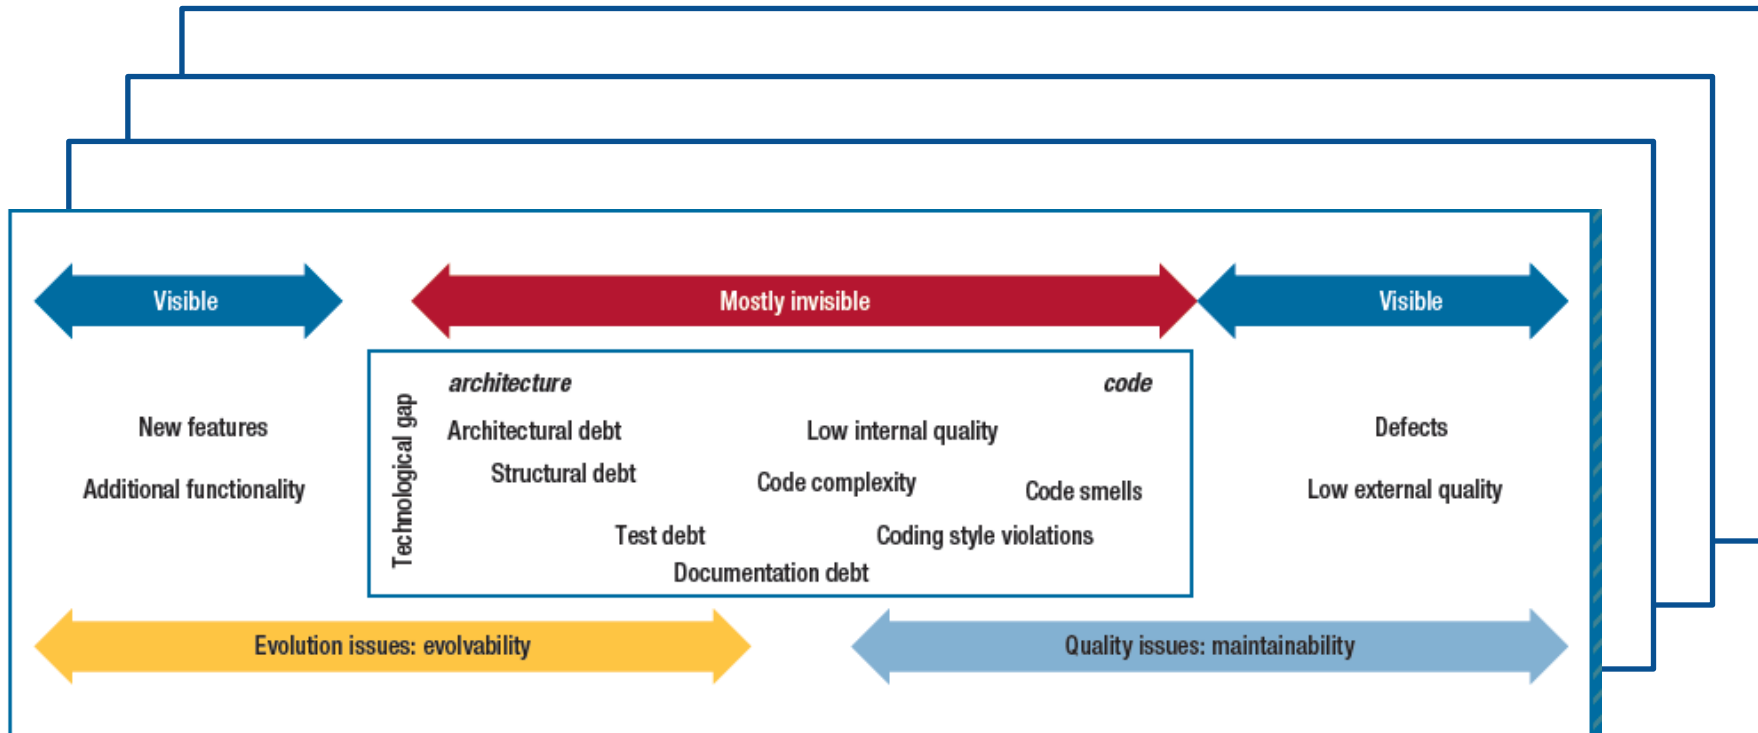 Visible
Mostly invisible
Visible
architecture
code
Technological gap
New features
Architectural debt
Low internal quality
Defects
Structural debt
Code complexity
Code smells
Additional functionality
Low external quality
Test debt
Coding style violations
Documentation debt
Evolution issues: evolvability
Quality issues: maintainability